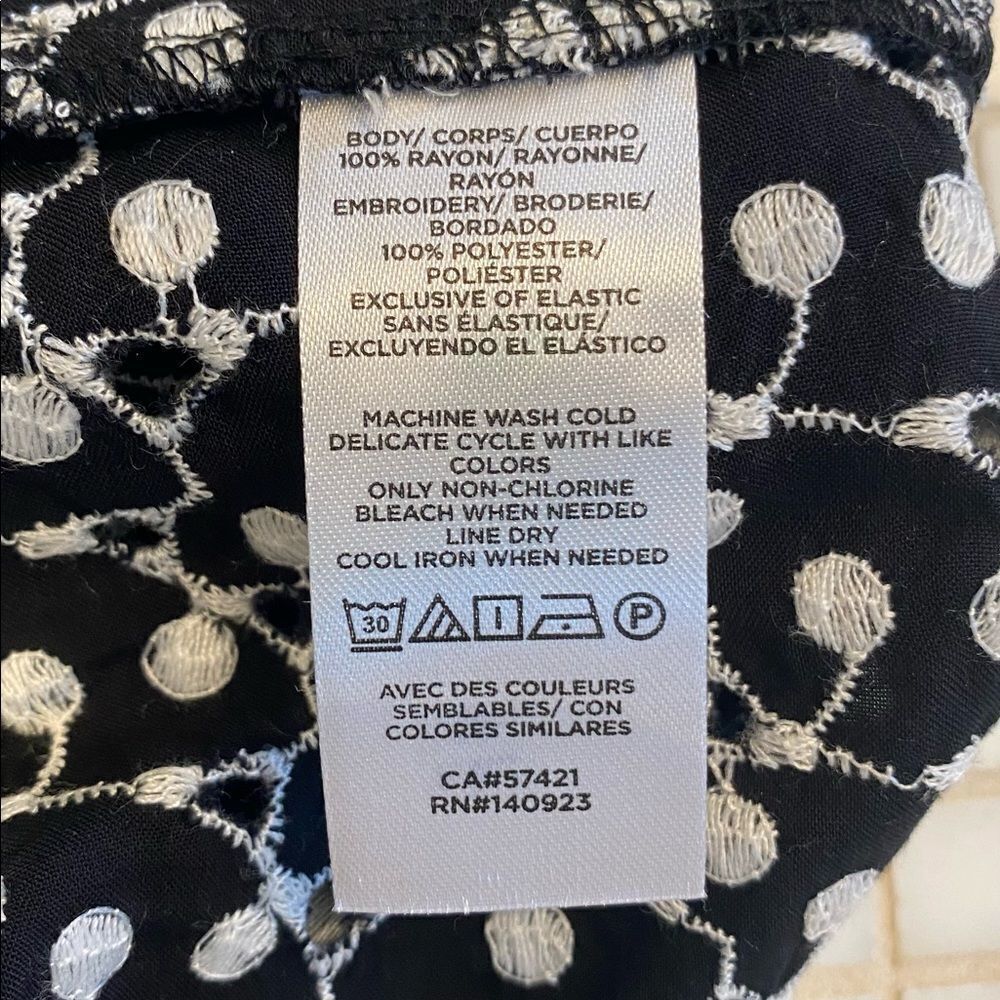 BODY/ CORPS/ CUERPO
100% RAYON/ RAYONNE/
RAYÓN
EMBROIDERY/ BRODERIE/
BORDADO
100% POLYESTER/
POLIÉSTER
EXCLUSIVE OF ELASTIC
SANS ÉLASTIQUE/
EXCLUYENDO EL ELÁSTICO
MACHINE WASH COLD
DELICATE CYCLE WITH LIKE
COLORS
ONLY NON-CHLORINE
BLEACH WHEN NEEDED
LINE DRY
COOL IRON WHEN NEEDED
30 P
AVEC DES COULEURS
SEMBLABLES/ CON
COLORES SIMILARES
CA#57421
RN#140923